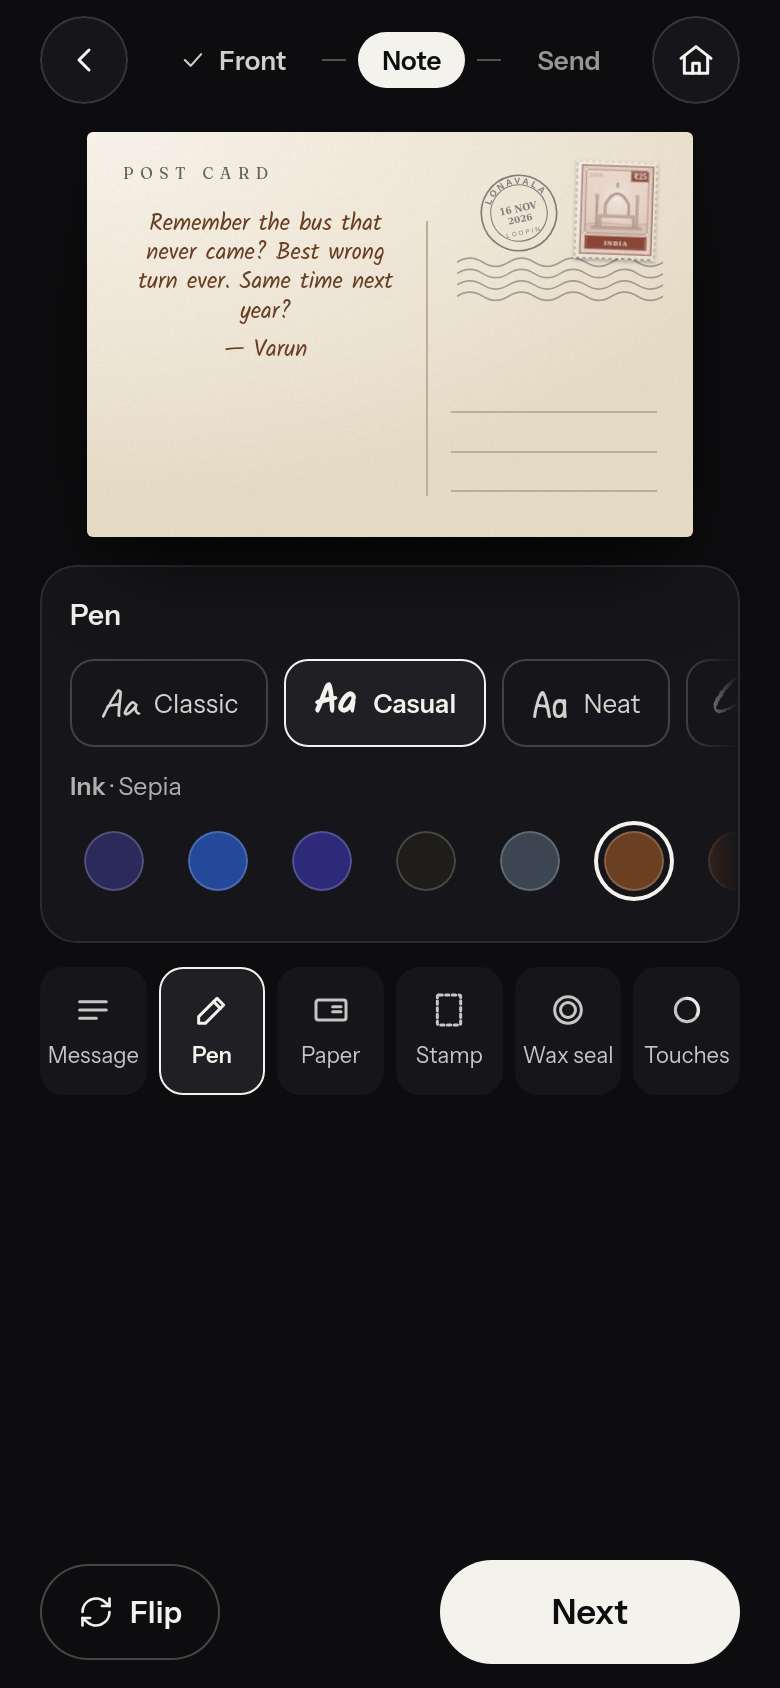 Front
Note
Send
POST CARD
Remember the bus that
never came? Best wrong
turn ever. Same time next
year?
— Varun
LONAVALA
16 NOV
2026
LOOPIN
₹25
INDIA
Pen
Aa Classic
Aa Casual
Aa Neat
Ink · Sepia
Message
Pen
Paper
Stamp
Wax seal
Touches
Flip
Next